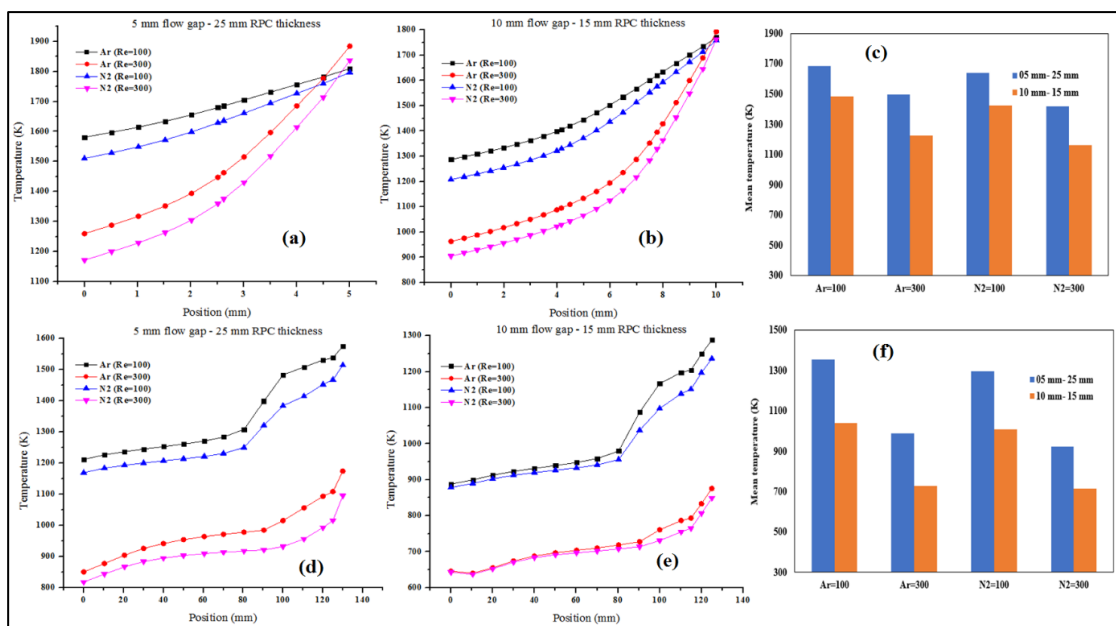 5 mm flow gap - 25 mm RPC thickness
1900
1800
1700
1600
1500
1400
1300
1200
1100
Temperature (K)
Ar (Re=100)
Ar (Re=300)
N2 (Re=100)
N2 (Re=300)
(a)
0 1 2 3 4 5
Position (mm)
10 mm flow gap - 15 mm RPC thickness
1800
1700
1600
1500
1400
1300
1200
1100
1000
900
800
Temperature (K)
Ar (Re=100)
Ar (Re=300)
N2 (Re=100)
N2 (Re=300)
(b)
0 2 4 6 8 10
Position (mm)
1900
1700
1500
1300
1100
900
700
500
300
Mean temperature (K)
(c)
05 mm- 25 mm
10 mm- 15 mm
Ar=100 Ar=300 N2=100 N2=300
5 mm flow gap - 25 mm RPC thickness
1600
1500
1400
1300
1200
1100
1000
900
800
Temperature (K)
Ar (Re=100)
Ar (Re=300)
N2 (Re=100)
N2 (Re=300)
(d)
0 20 40 60 80 100 120 140
Position (mm)
10 mm flow gap - 15 mm RPC thickness
1300
1200
1100
1000
900
800
700
600
Temperature (K)
Ar (Re=100)
Ar (Re=300)
N2 (Re=100)
N2 (Re=300)
(e)
0 20 40 60 80 100 120 140
Position (mm)
1500
1300
1100
900
700
500
300
Mean temperature (K)
(f)
05 mm- 25 mm
10 mm- 15 mm
Ar=100 Ar=300 N2=100 N2=300